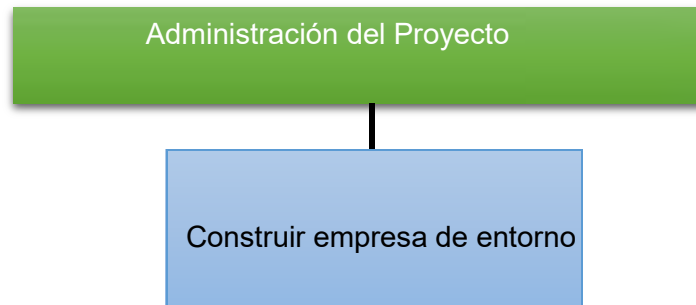 Administración del Proyecto
Construir empresa de entorno